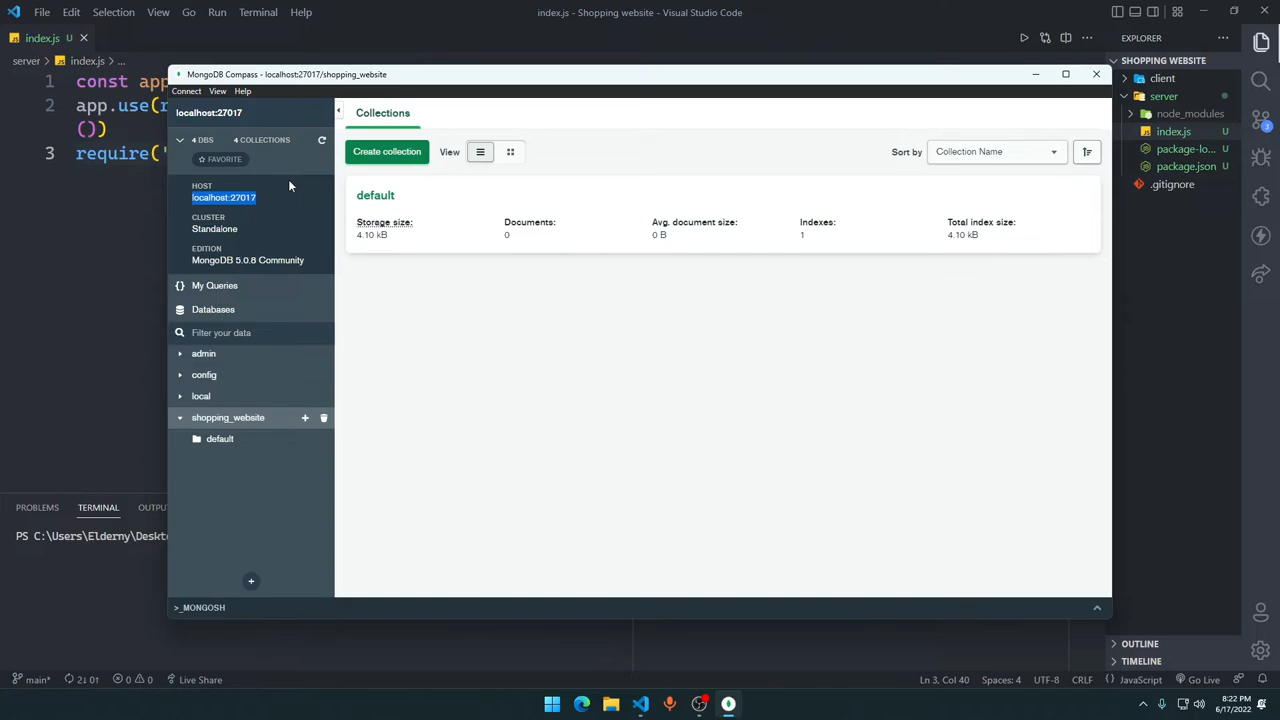 File Edit Selection View Go Run Terminal Help
index.js - Shopping website - Visual Studio Code
index.js U
EXPLORER
server > index.js > ...
SHOPPING WEBSITE
client
server
node_modules
index.js U
package-lo... U
package.json U
.gitignore
1 const app
2 app.use(
())
3 require('
MongoDB Compass - localhost:27017/shopping_website
Connect View Help
localhost:27017
4 DBS 4 COLLECTIONS
FAVORITE
HOST
localhost:27017
CLUSTER
Standalone
EDITION
MongoDB 5.0.8 Community
My Queries
Databases
Filter your data
admin
config
local
shopping_website
default
>_MONGOSH
Collections
Create collection View Sort by Collection Name
default
Storage size: Documents: Avg. document size: Indexes: Total index size:
4.10 kB 0 0 B 1 4.10 kB
PROBLEMS TERMINAL OUTPU
PS C:\Users\Elderny\Deskto
OUTLINE
TIMELINE
main* 2↓ 0↑ 0 0 Live Share
Ln 3, Col 40 Spaces: 4 UTF-8 CRLF JavaScript Go Live
8:22 PM
6/17/2022